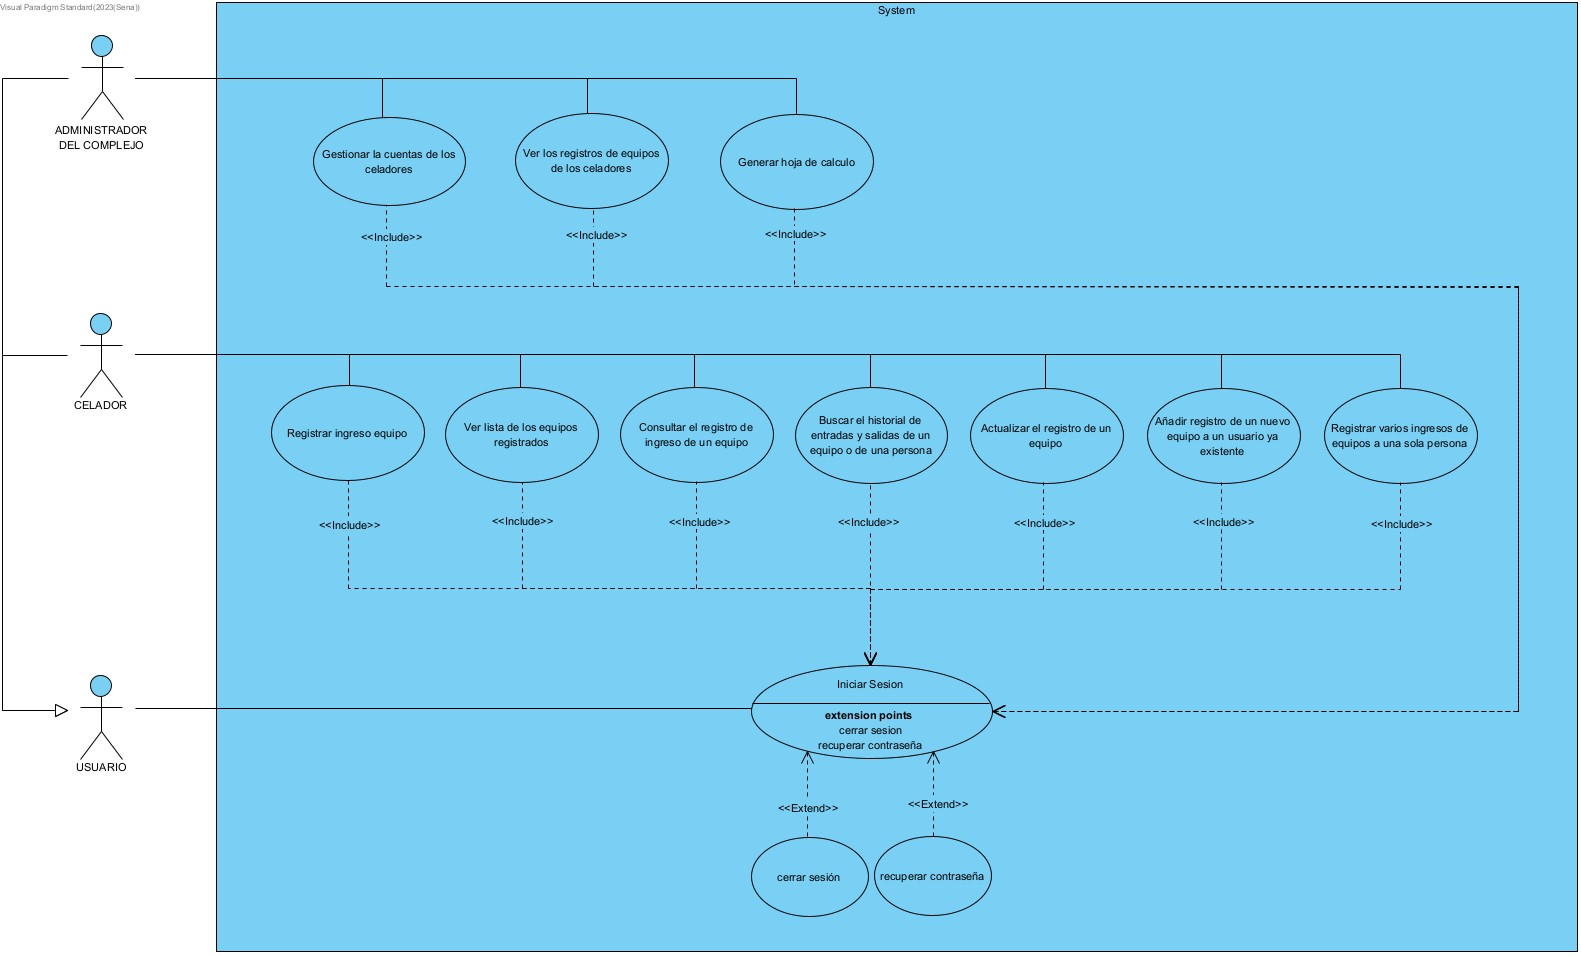 Visual Paradigm Standard(2023(Sena))
System
ADMINISTRADOR
DEL COMPLEJO
Gestionar la cuentas de los
celadores
Ver los registros de equipos
de los celadores
Generar hoja de calculo
<<Include>>
<<Include>>
<<Include>>
CELADOR
Registrar ingreso equipo
Ver lista de los equipos
registrados
Consultar el registro de
ingreso de un equipo
Buscar el historial de
entradas y salidas de un
equipo o de una persona
Actualizar el registro de un
equipo
Añadir registro de un nuevo
equipo a un usuario ya
existente
Registrar varios ingresos de
equipos a una sola persona
<<Include>>
<<Include>>
<<Include>>
<<Include>>
<<Include>>
<<Include>>
<<Include>>
USUARIO
Iniciar Sesion
extension points
cerrar sesion
recuperar contraseña
<<Extend>>
<<Extend>>
cerrar sesión
recuperar contraseña